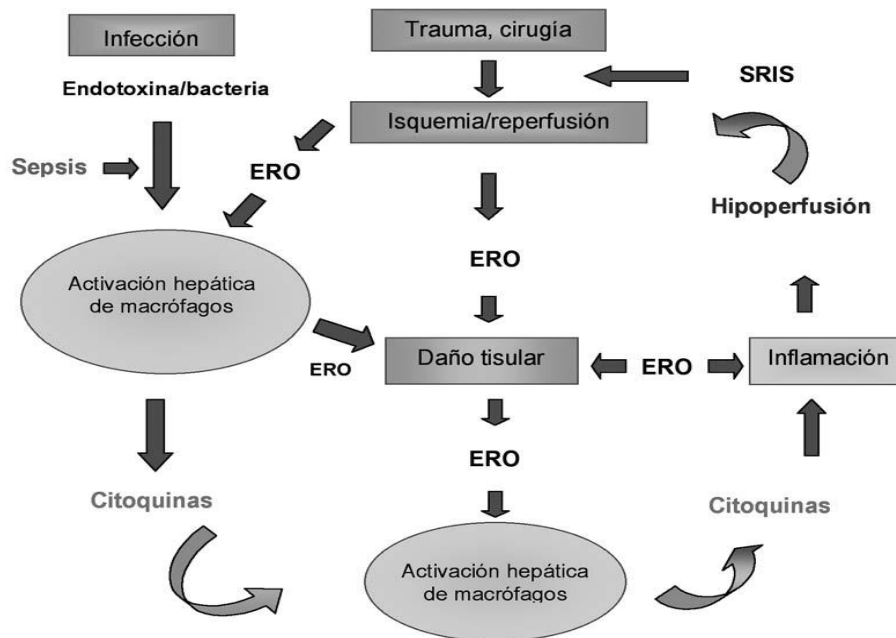 Infección
Trauma, cirugía
Endotoxina/bacteria
SRIS
Isquemia/reperfusión
Sepsis
ERO
Hipoperfusión
ERO
Activación hepática
de macrófagos
ERO
Daño tisular
ERO
Inflamación
ERO
Citoquinas
Citoquinas
Activación hepática
de macrófagos